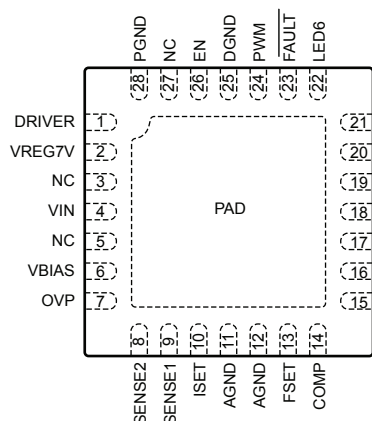 PGND
NC
EN
DGND
PWM
FAULT
LED6
28
27
26
25
24
23
22
DRIVER 1
VREG7V 2
NC 3
VIN 4
NC 5
VBIAS 6
OVP 7
PAD
21
20
19
18
17
16
15
8
9
10
11
12
13
14
SENSE2
SENSE1
ISET
AGND
AGND
FSET
COMP